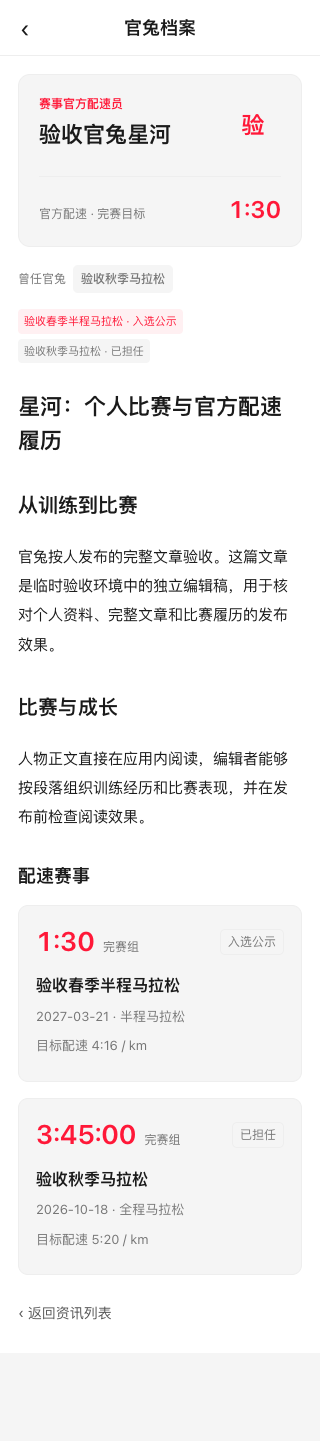 ‹ 官兔档案
赛事官方配速员
验收官兔星河
验
官方配速 · 完赛目标
1:30
曾任官兔 验收秋季马拉松
验收春季半程马拉松 · 入选公示
验收秋季马拉松 · 已担任
星河：个人比赛与官方配速
履历
从训练到比赛
官兔按人发布的完整文章验收。这篇文章
是临时验收环境中的独立编辑稿，用于核
对个人资料、完整文章和比赛履历的发布
效果。
比赛与成长
人物正文直接在应用内阅读，编辑者能够
按段落组织训练经历和比赛表现，并在发
布前检查阅读效果。
配速赛事
1:30 完赛组 入选公示
验收春季半程马拉松
2027-03-21 · 半程马拉松
目标配速 4:16 / km
3:45:00 完赛组 已担任
验收秋季马拉松
2026-10-18 · 全程马拉松
目标配速 5:20 / km
‹ 返回资讯列表